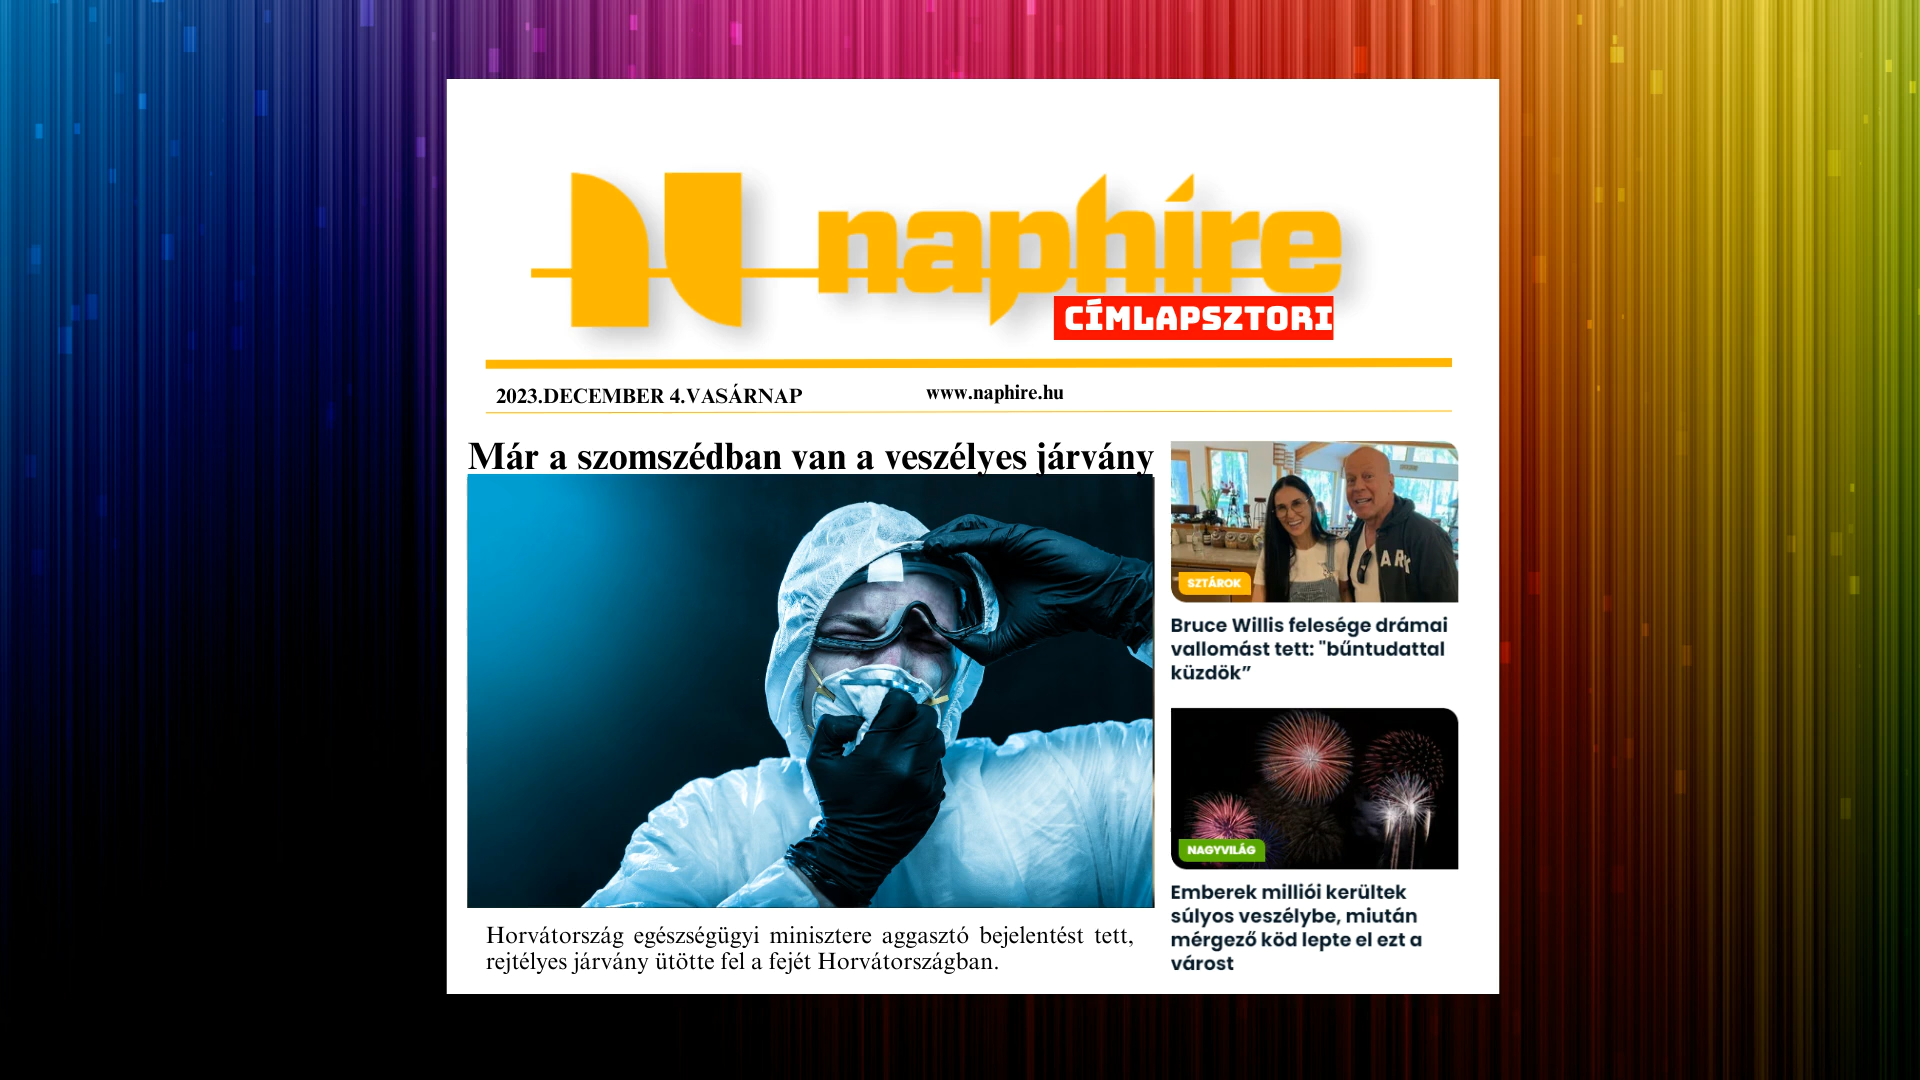 naphíre
CÍMLAPSZTORI
2023.DECEMBER 4.VASÁRNAP
www.naphire.hu
Már a szomszédban van a veszélyes járvány
Horvátország egészségügyi minisztere aggasztó bejelentést tett,
rejtélyes járvány ütötte fel a fejét Horvátországban.
SZTÁROK
Bruce Willis felesége drámai
vallomást tett: "bűntudattal
küzdök”
NAGYVILÁG
Emberek milliói kerültek
súlyos veszélybe, miután
mérgező köd lepte el ezt a
várost